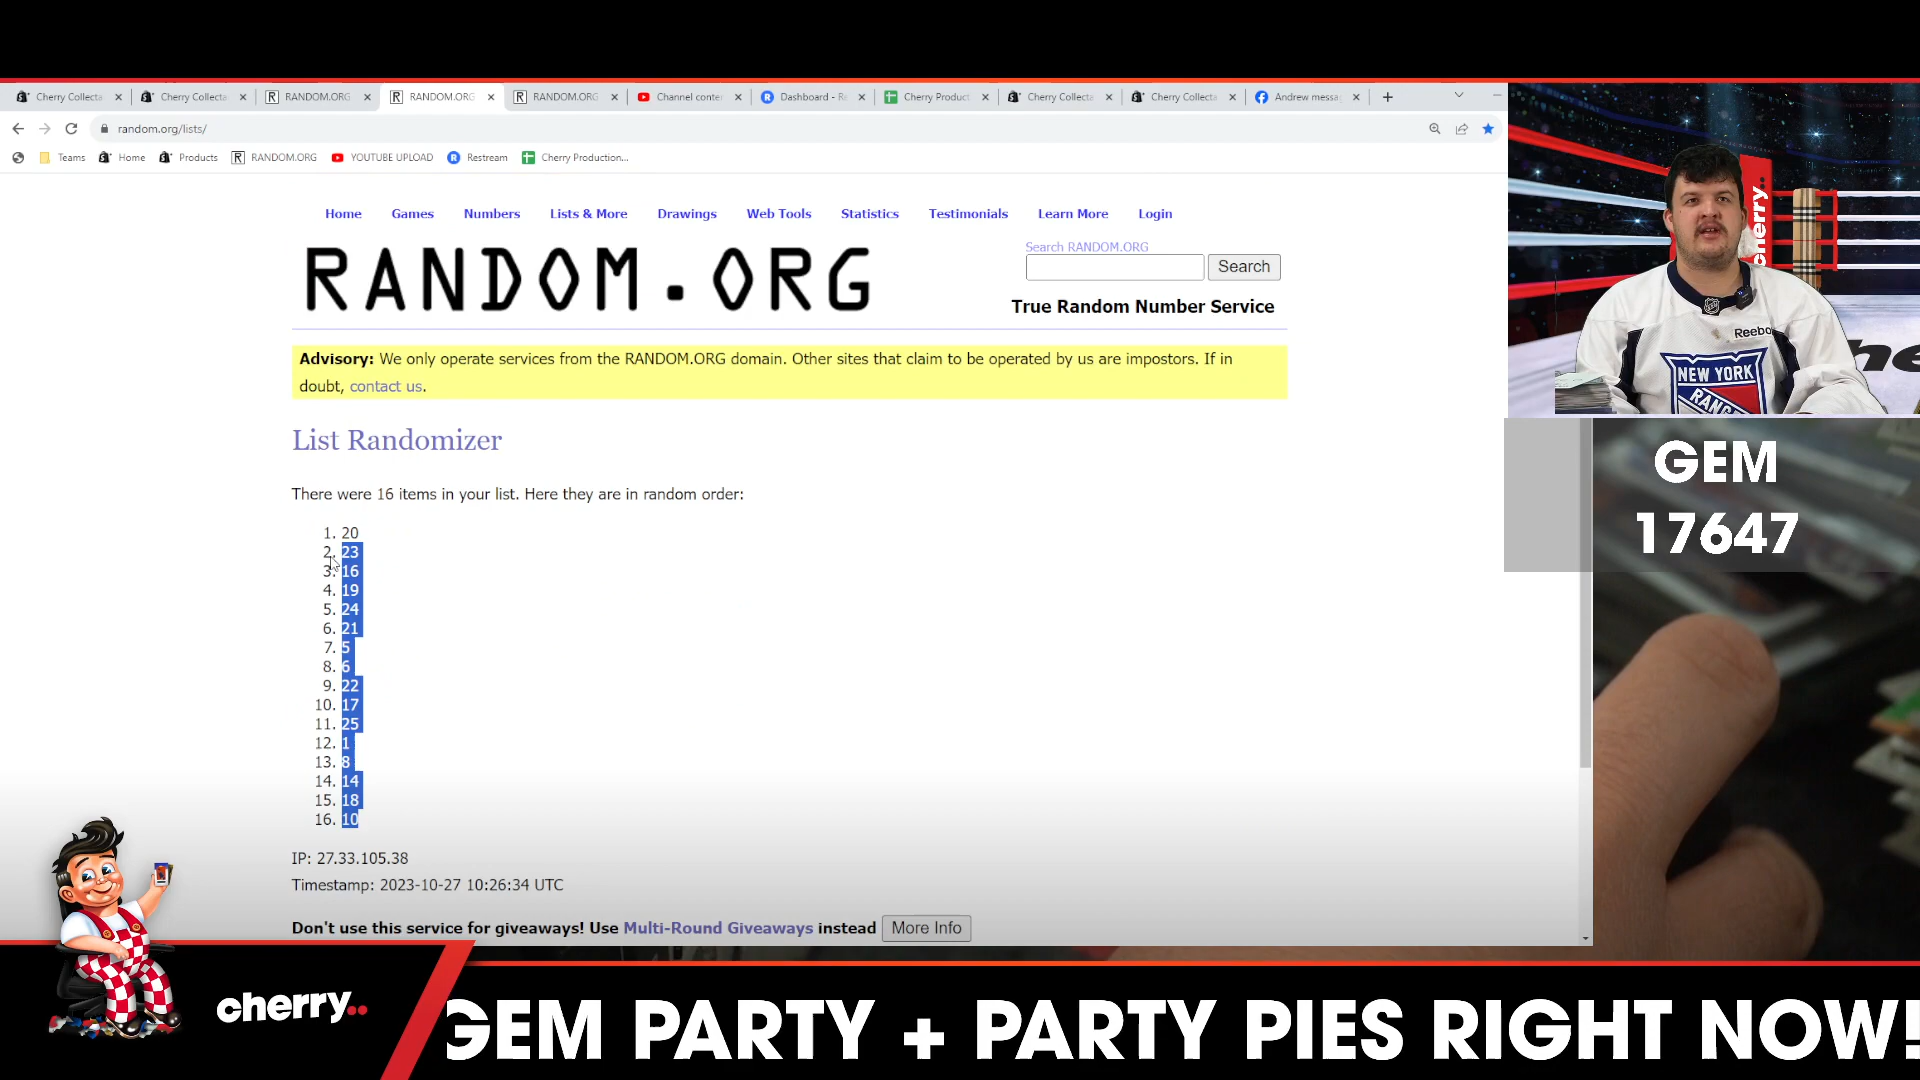 Cherry Collecta
Cherry Collecta
RANDOM.ORG
RANDOM.ORG
RANDOM.ORG
Channel conte
Dashboard - Re
Cherry Product
Cherry Collecta
Cherry Collecta
Andrew messa
random.org/lists/
Teams
Home
Products
RANDOM.ORG
YOUTUBE UPLOAD
Restream
Cherry Production...
Home
Games
Numbers
Lists & More
Drawings
Web Tools
Statistics
Testimonials
Learn More
Login
RANDOM.ORG
Search RANDOM.ORG
Search
True Random Number Service
Advisory: We only operate services from the RANDOM.ORG domain. Other sites that claim to be operated by us are impostors. If in
doubt, contact us.
List Randomizer
There were 16 items in your list. Here they are in random order:
1. 20
2. 23
3. 16
4. 19
5. 24
6. 21
7. 5
8. 6
9. 22
10. 17
11. 25
12. 1
13. 8
14. 14
15. 18
16. 10
IP: 27.33.105.38
Timestamp: 2023-10-27 10:26:34 UTC
Don't use this service for giveaways! Use Multi-Round Giveaways instead
More Info
cherry..
Reebo
NEW YORK
RANG
GEM
17647
cherry..
GEM PARTY + PARTY PIES RIGHT NOW!